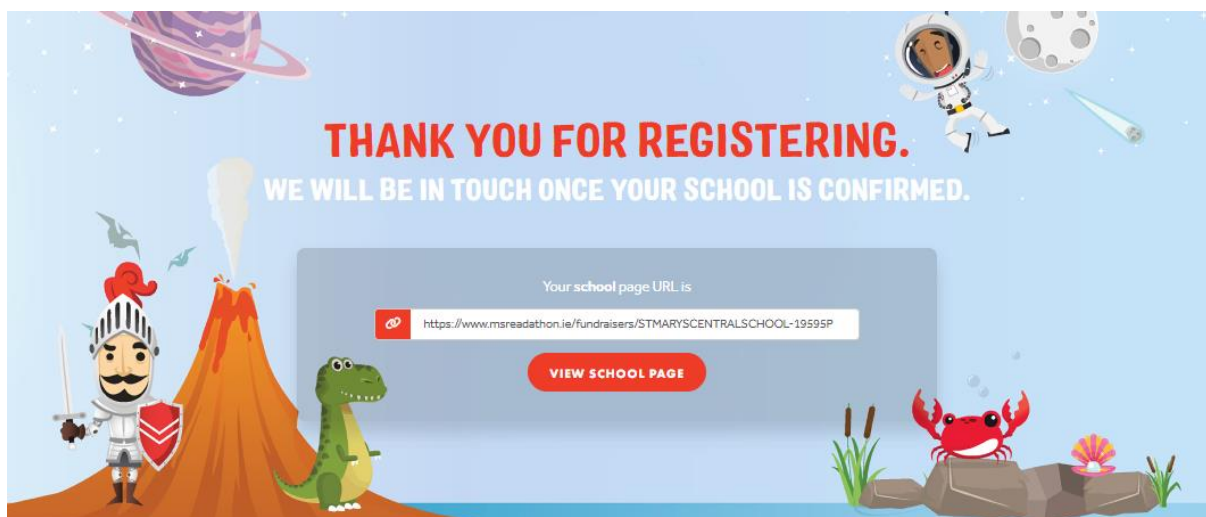 THANK YOU FOR REGISTERING.
WE WILL BE IN TOUCH ONCE YOUR SCHOOL IS CONFIRMED.
Your school page URL is
https://www.msreadathon.ie/fundraisers/STMARYSCENTRALSCHOOL-19595P
VIEW SCHOOL PAGE